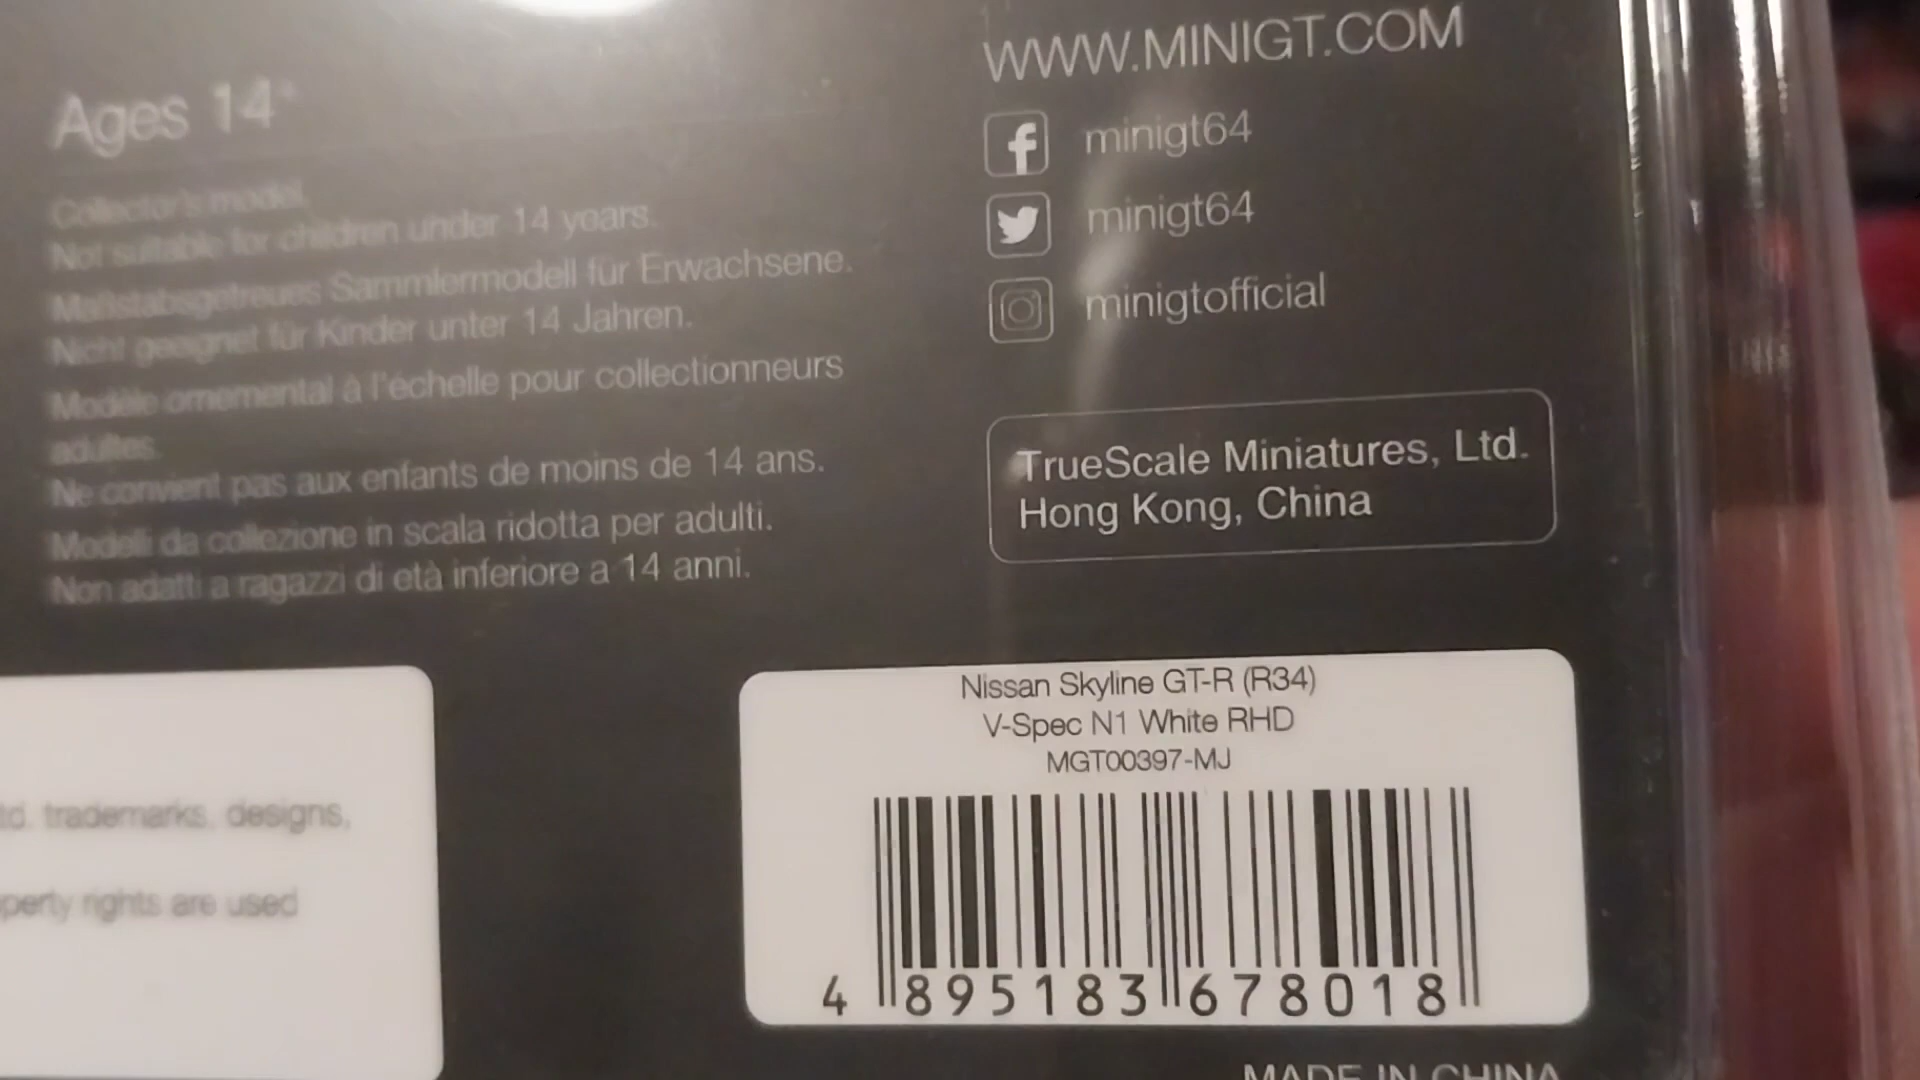 Ages 14+
Collector's model.
Not suitable for children under 14 years.
Maßstabsgetreues Sammlermodell für Erwachsene.
Nicht geeignet für Kinder unter 14 Jahren.
Modèle ornemental à l'échelle pour collectionneurs
adultes.
Ne convient pas aux enfants de moins de 14 ans.
Modelli da collezione in scala ridotta per adulti.
Non adatti a ragazzi di età inferiore a 14 anni.
WWW.MINIGT.COM
minigt64
minigt64
minigtofficial
TrueScale Miniatures, Ltd.
Hong Kong, China
td. trademarks, designs,
perty rights are used
Nissan Skyline GT-R (R34)
V-Spec N1 White RHD
MGT00397-MJ
4 895183 678018
MADE IN CHINA